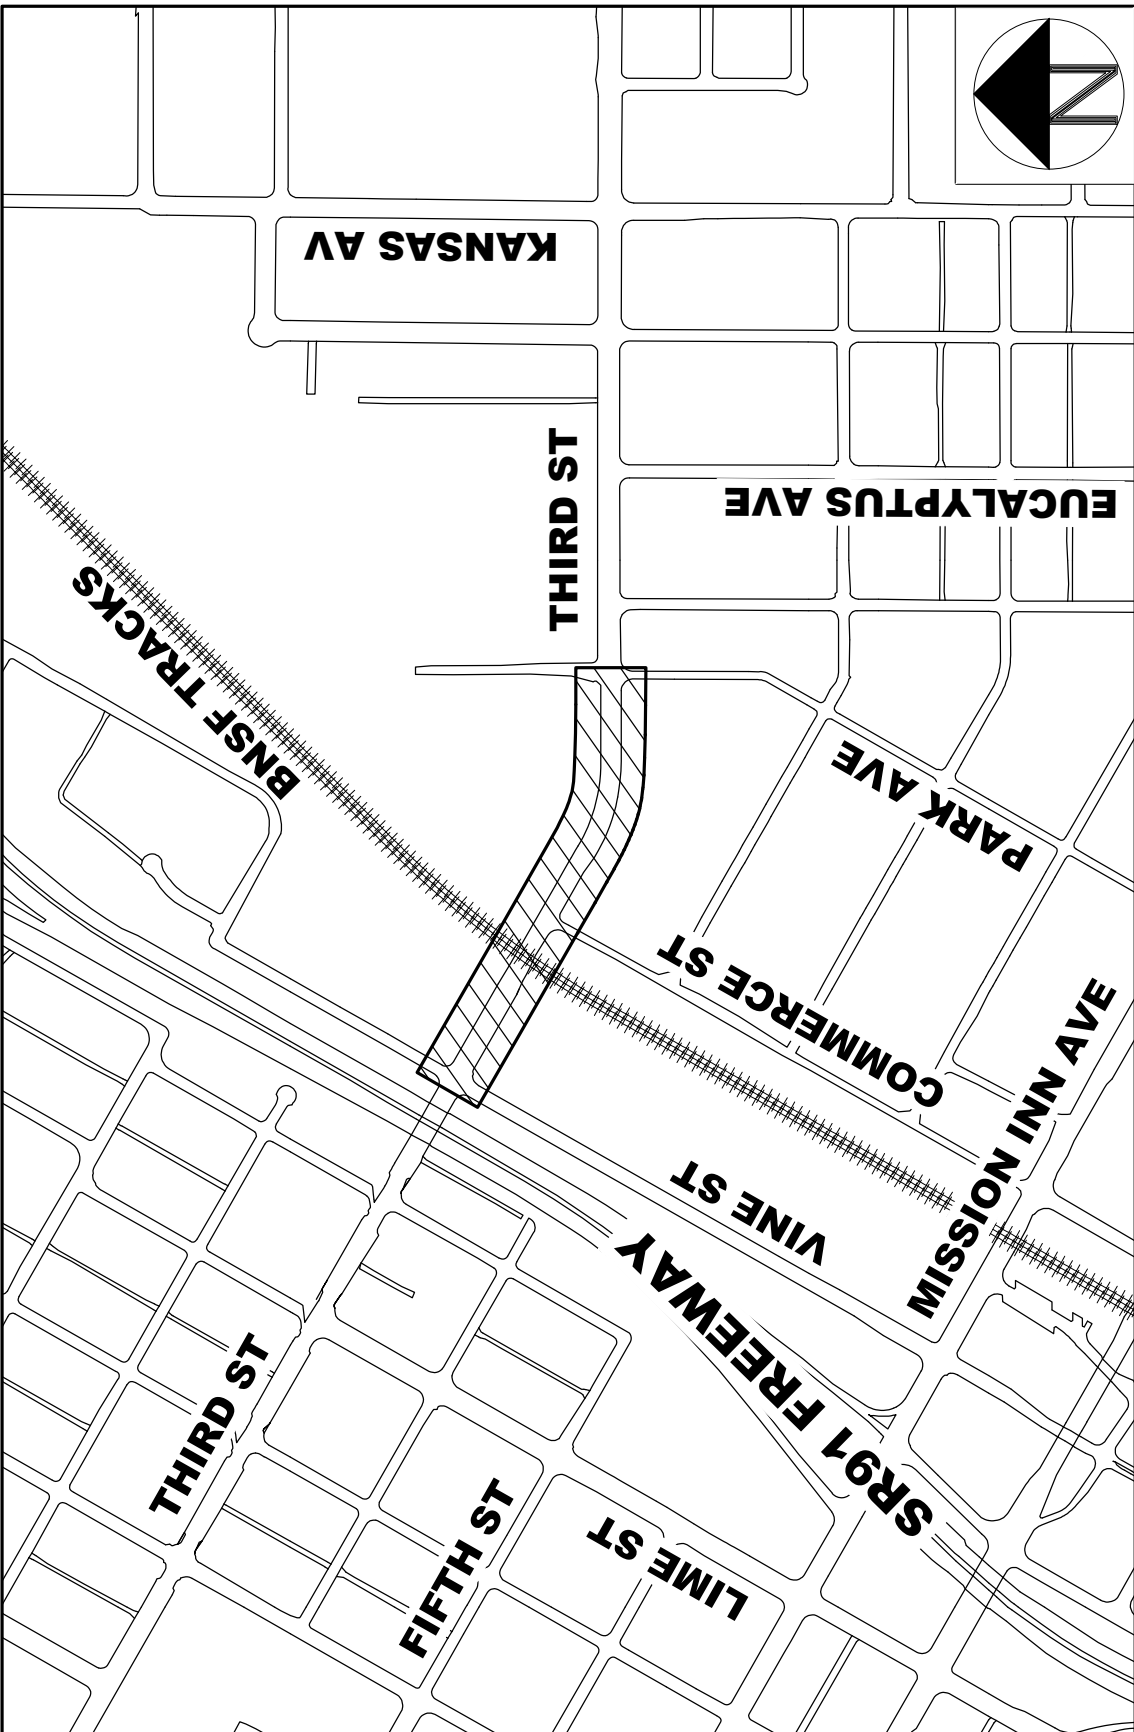 N
KANSAS AV
THIRD ST
EUCALYPTUS AVE
BNSF TRACKS
PARK AVE
COMMERCE ST
MISSION INN AVE
VINE ST
SR91 FREEWAY
THIRD ST
FIFTH ST
LIME ST